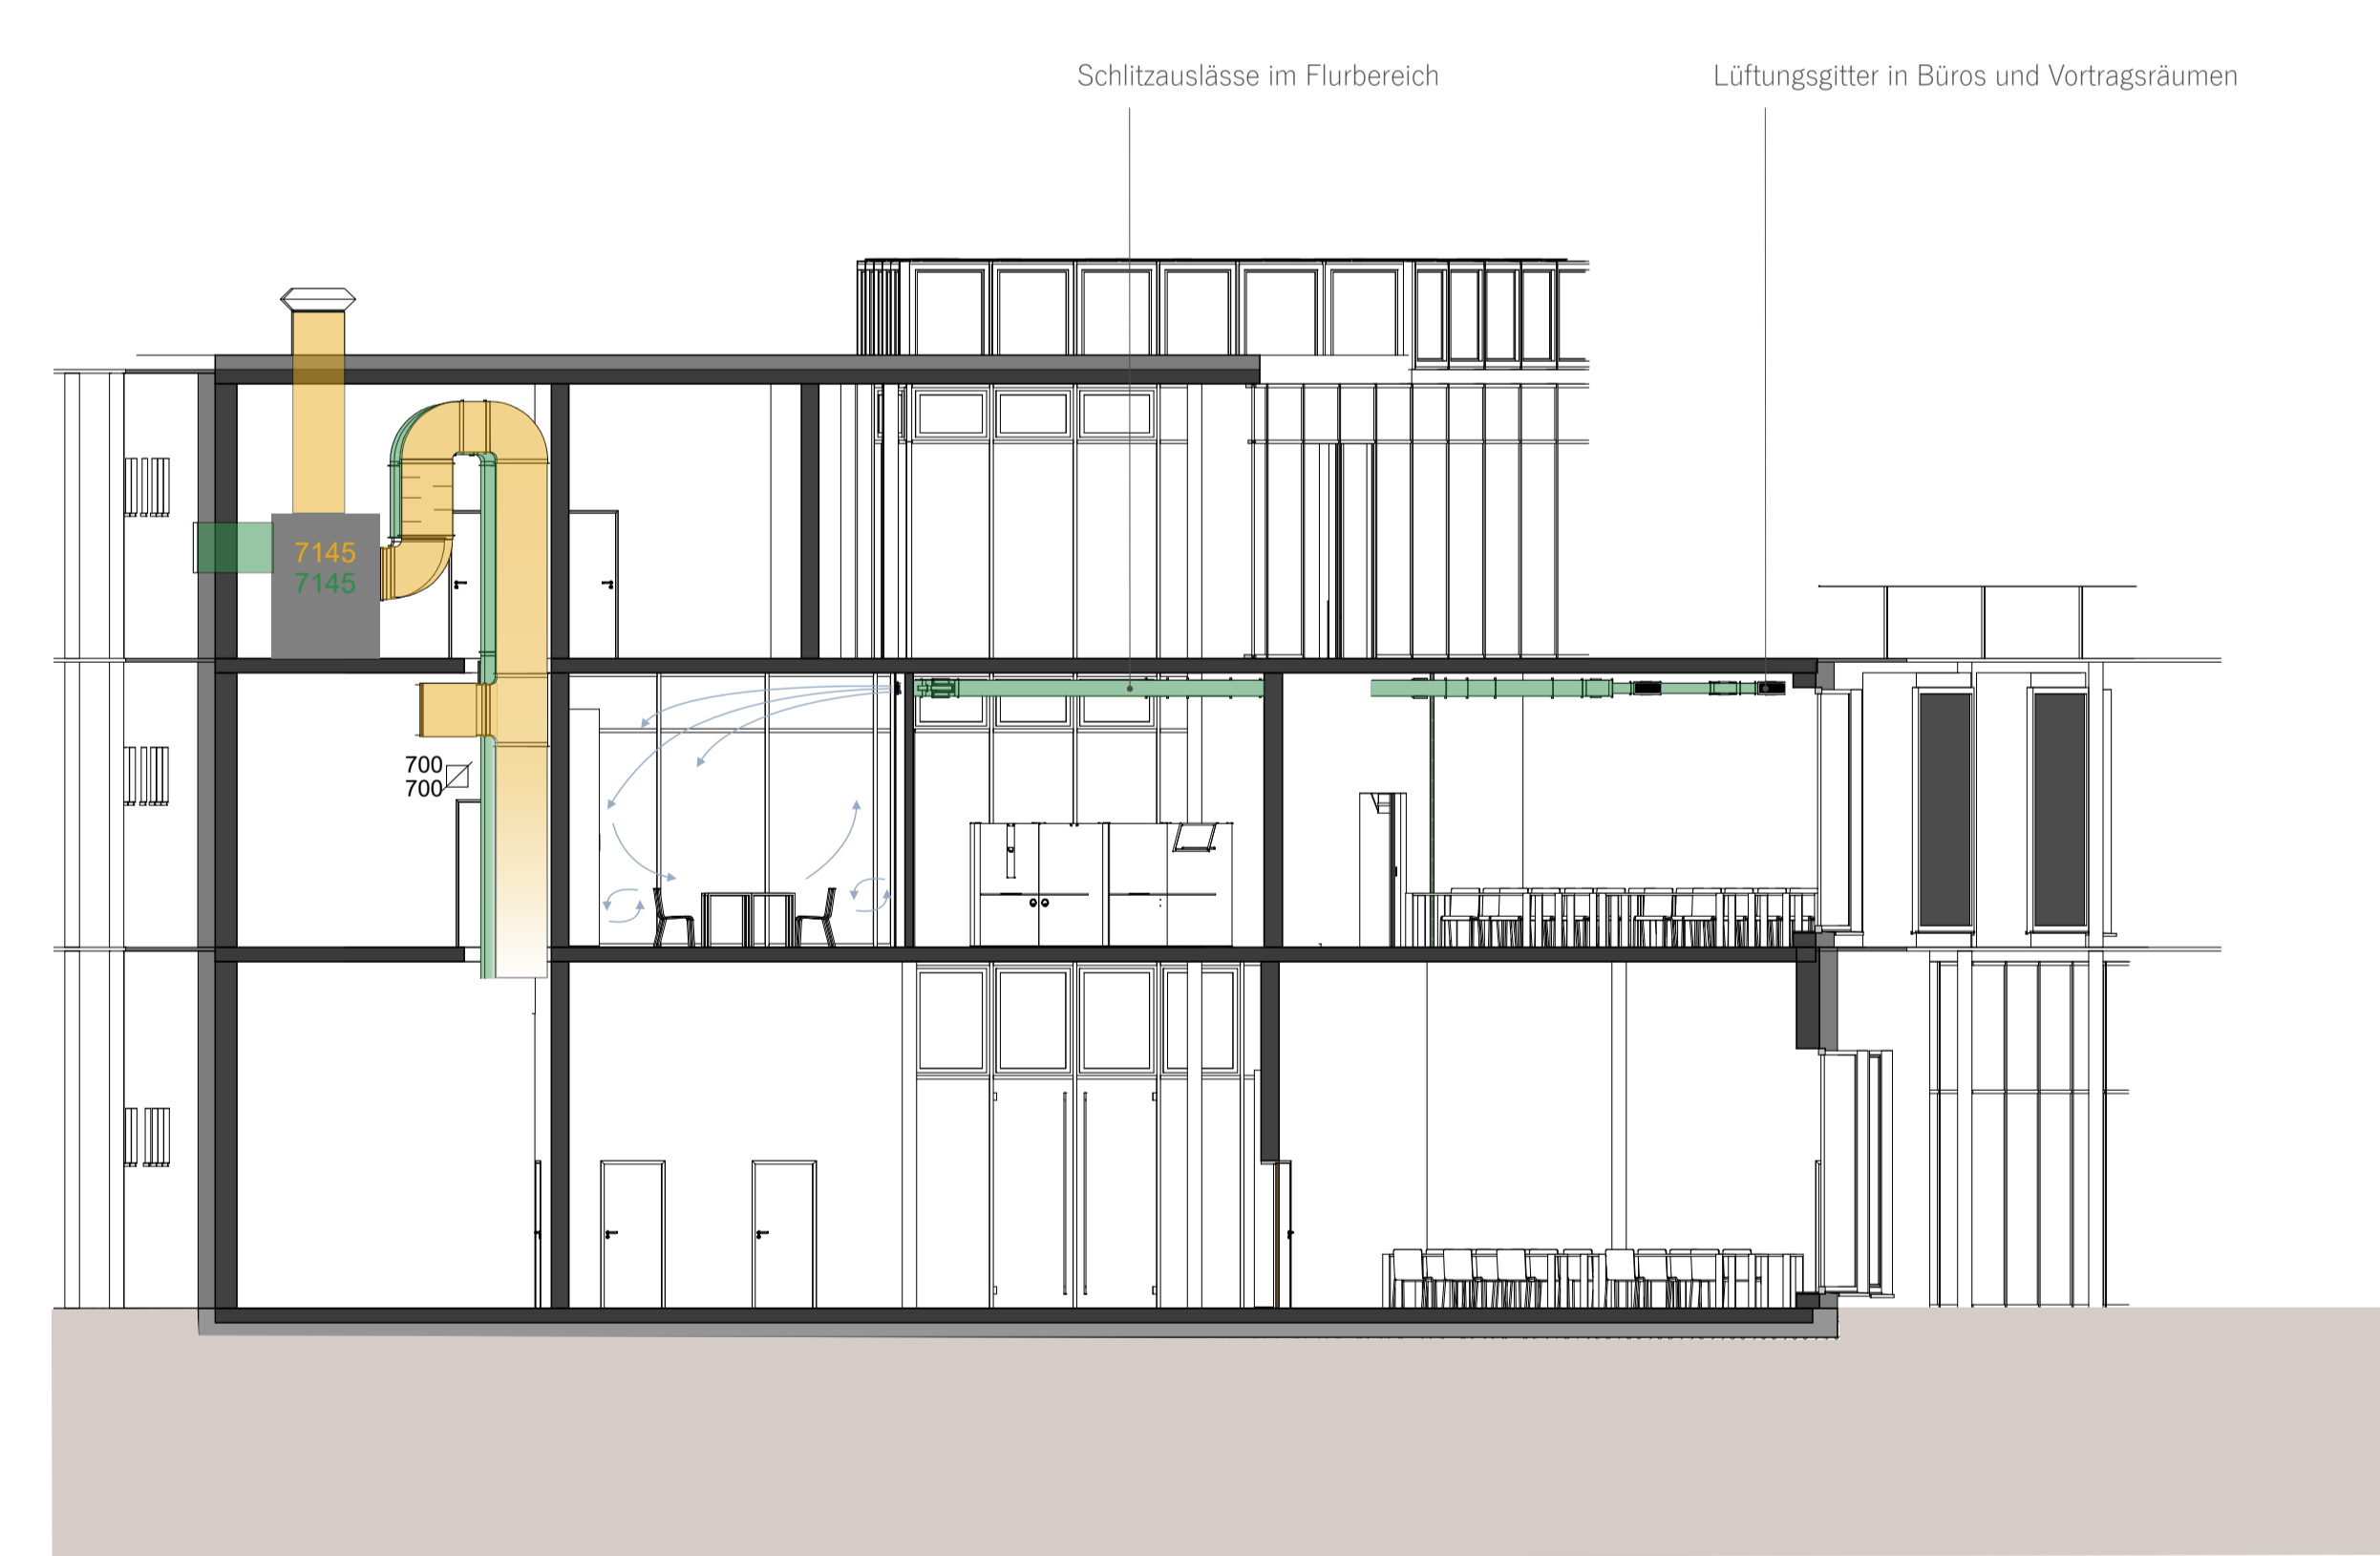 Schlitzauslässe im Flurbereich
Lüftungsgitter in Büros und Vortragsräumen
7145
7145
700
700